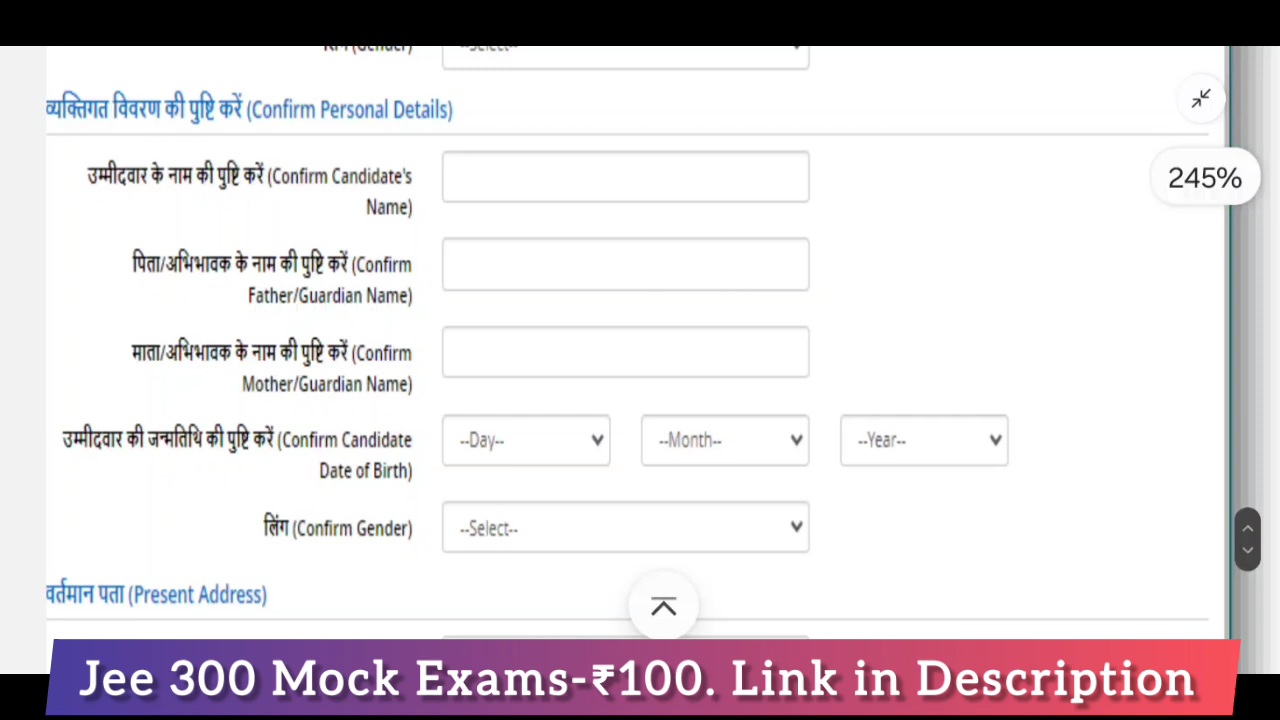 लिंग (Gender)
--Select--
व्यक्तिगत विवरण की पुष्टि करें (Confirm Personal Details)
245%
उम्मीदवार के नाम की पुष्टि करें (Confirm Candidate's
Name)
पिता/अभिभावक के नाम की पुष्टि करें (Confirm
Father/Guardian Name)
माता/अभिभावक के नाम की पुष्टि करें (Confirm
Mother/Guardian Name)
उम्मीदवार की जन्मतिथि की पुष्टि करें (Confirm Candidate
Date of Birth)
--Day-- --Month-- --Year--
लिंग (Confirm Gender) --Select--
वर्तमान पता (Present Address)
Jee 300 Mock Exams-₹100. Link in Description